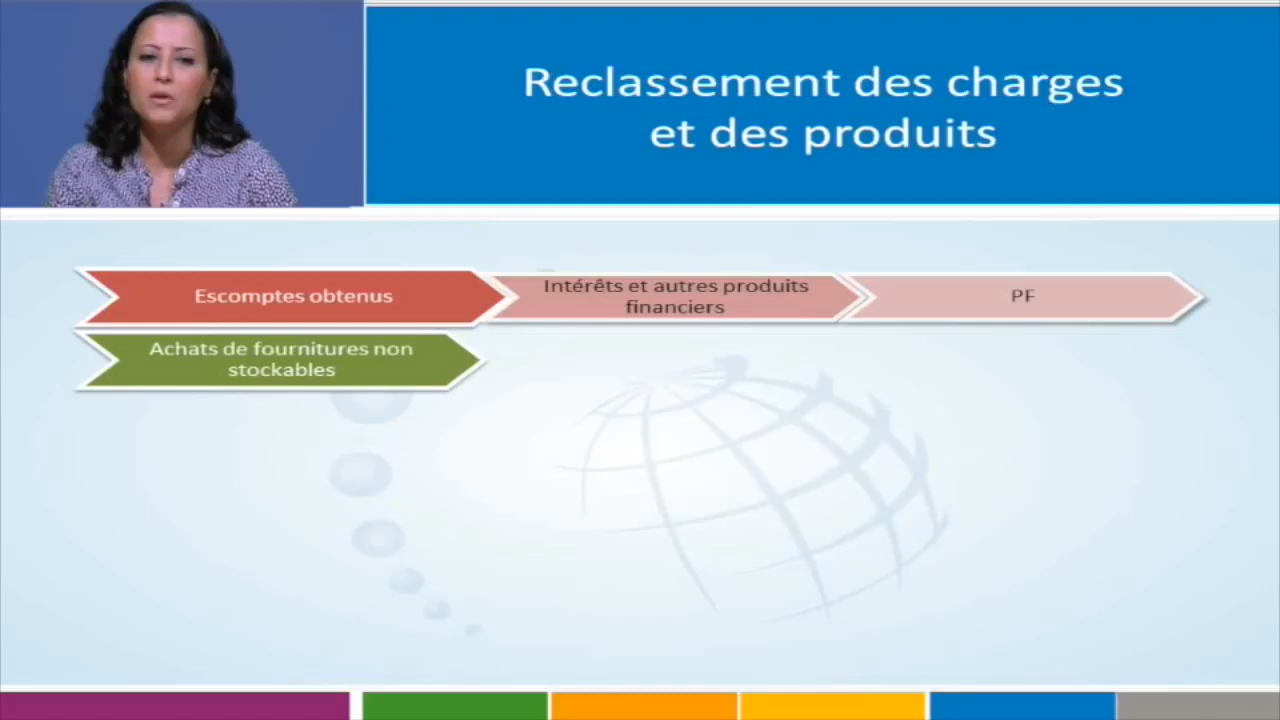 Reclassement des charges
et des produits
Escomptes obtenus
Intérêts et autres produits
financiers
PF
Achats de fournitures non
stockables